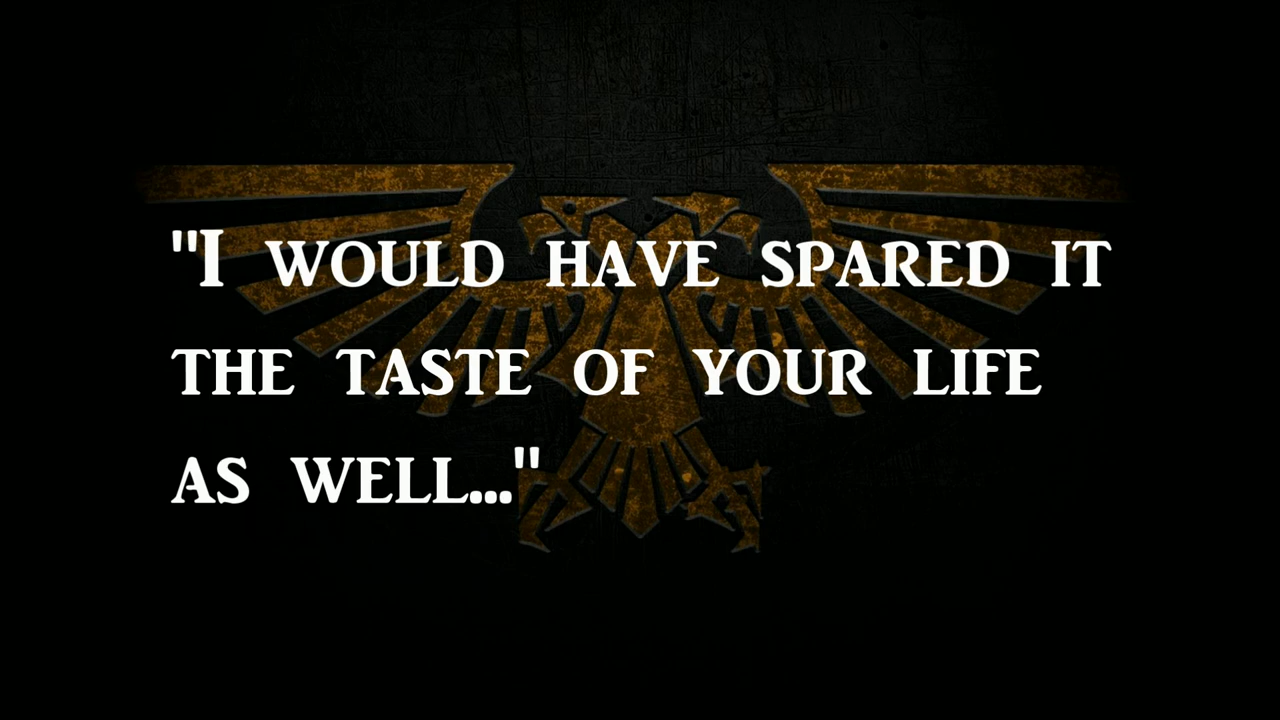 "I WOULD HAVE SPARED IT
THE TASTE OF YOUR LIFE
AS WELL..."